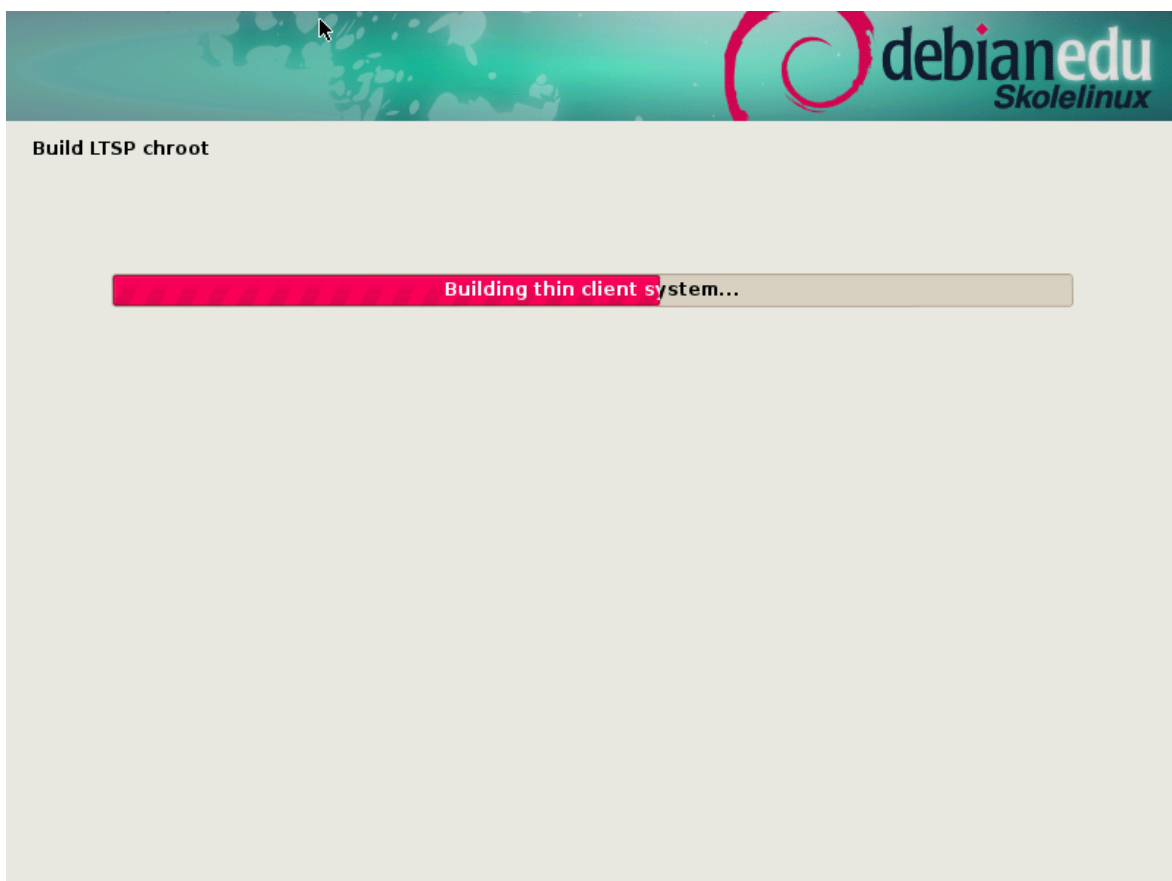 debianedu
Skolelinux
Build LTSP chroot
Building thin client system...